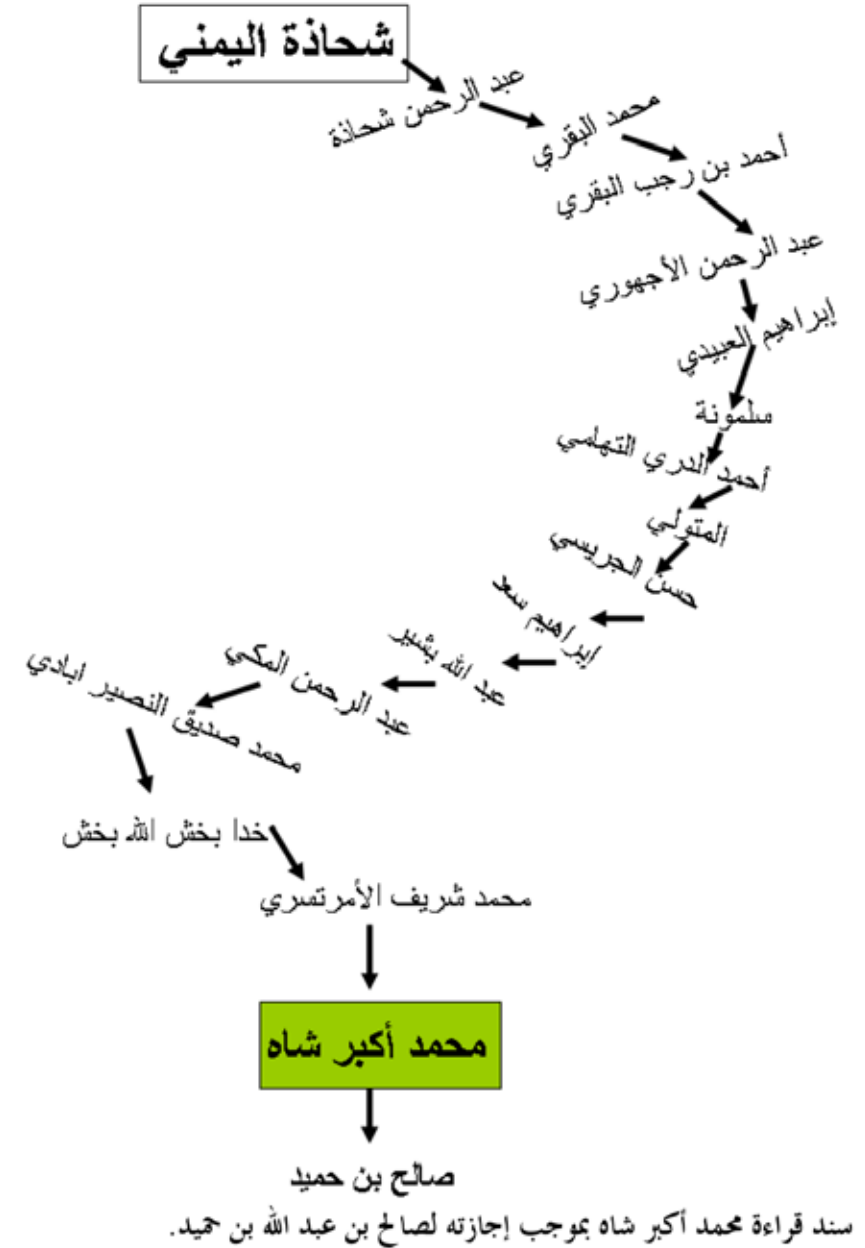 شحاذة اليمني
عبد الرحمن شحاذة
محمد البقري
أحمد بن رجب البقري
عبد الرحمن الأجهوري
إبراهيم العبيدي
سلمونة
أحمد الدري التهامي
المتولي
حسن الجريسي
إبراهيم سعد
عبد الله بشير
عبد الرحمن المكي
محمد صديق النصير ابادي
خدا بخش الله بخش
محمد شريف الأمرتسري
محمد أكبر شاه
صالح بن حميد
سند قراءة محمد أكبر شاه بموجب إجازته لصالح بن عبد الله بن حميد.